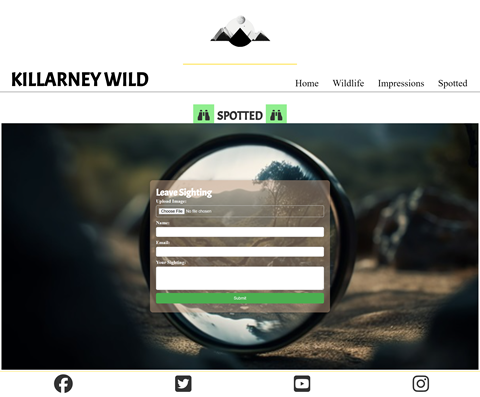 KILLARNEY WILD
Home Wildlife Impressions Spotted
SPOTTED
Leave Sighting
Upload Image:
Choose File No file chosen
Name:
Email:
Your Sighting:
Submit